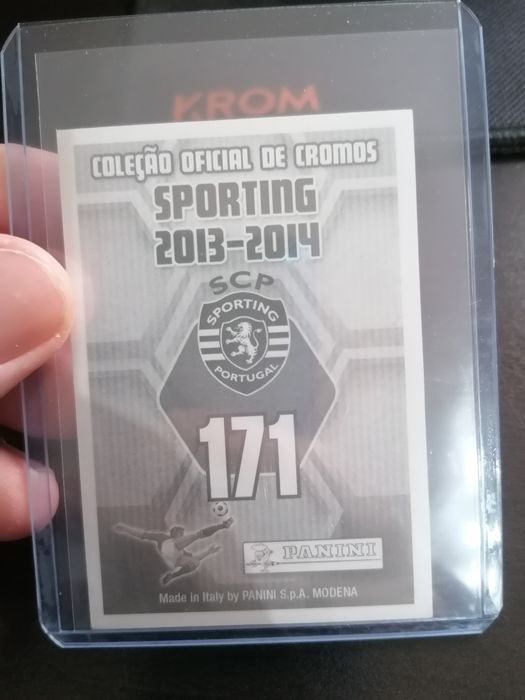 KROM
COLEÇÃO OFICIAL DE CROMOS
SPORTING
2013-2014
SCP
SPORTING
PORTUGAL
171
PANINI
Made in Italy by PANINI S.p.A. MODENA